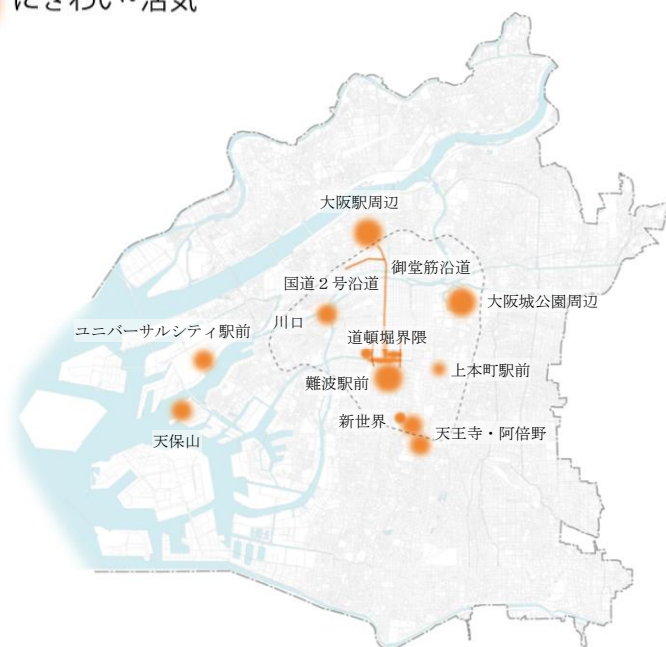 にぎわい・活気
大阪駅周辺
御堂筋沿道
国道２号沿道
大阪城公園周辺
川口
ユニバーサルシティ駅前
道頓堀界隈
上本町駅前
難波駅前
新世界
天王寺・阿倍野
天保山